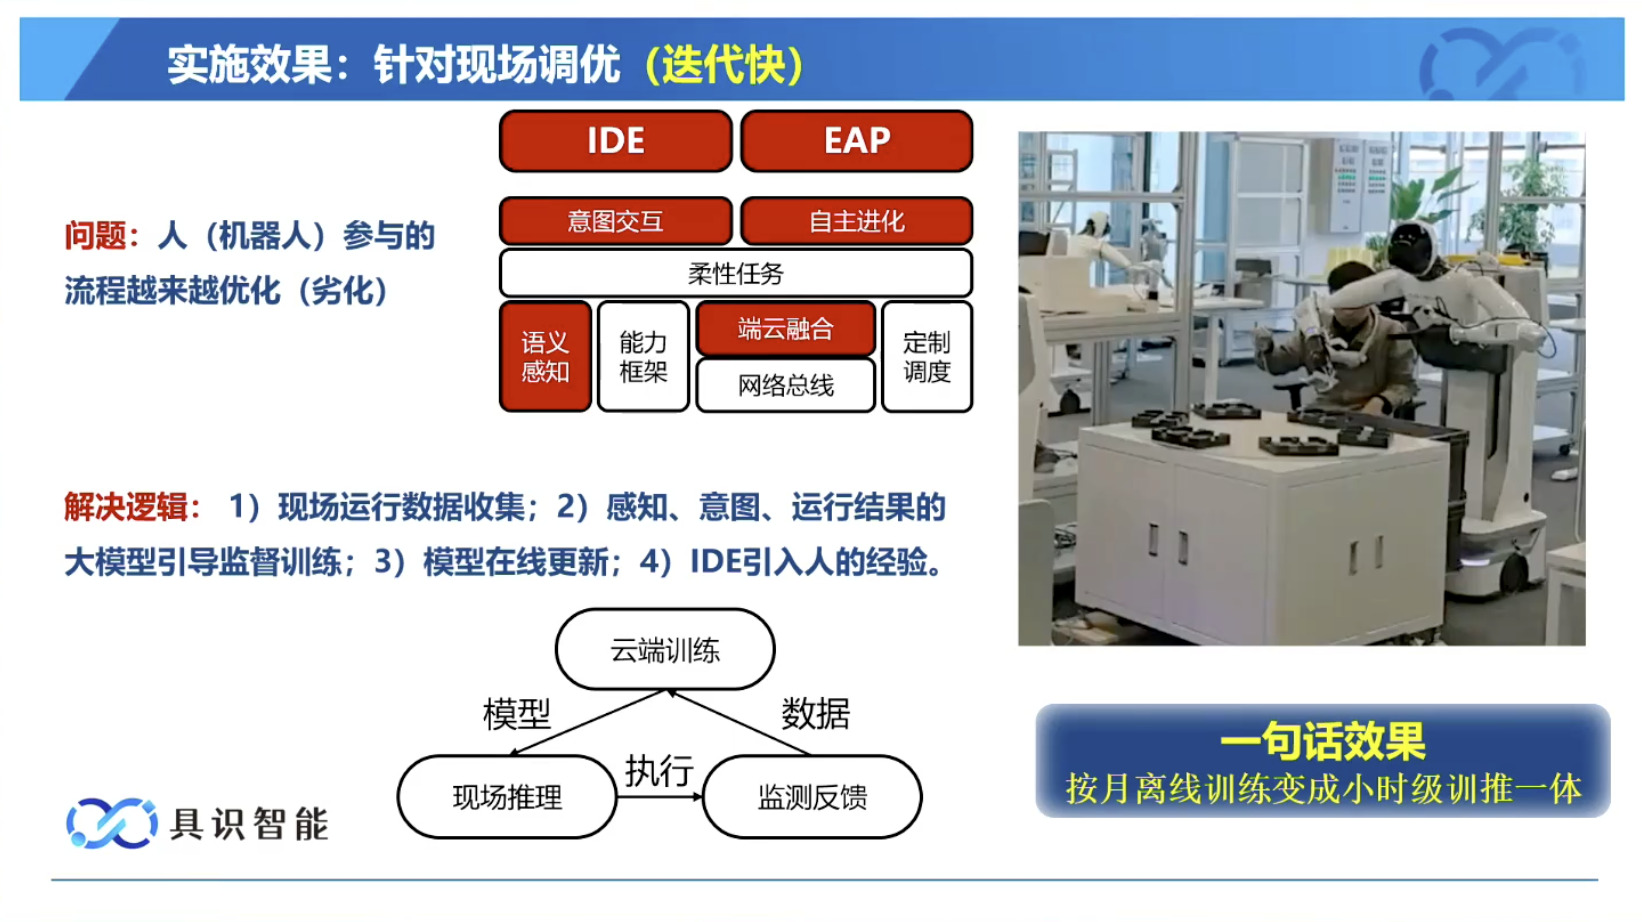 实施效果：针对现场调优（迭代快）
IDE
EAP
问题：人（机器人）参与的
流程越来越优化（劣化）
意图交互
自主进化
柔性任务
语义
感知
能力
框架
端云融合
网络总线
定制
调度
解决逻辑： 1）现场运行数据收集；2）感知、意图、运行结果的
大模型引导监督训练；3）模型在线更新；4）IDE引入人的经验。
云端训练
模型
数据
现场推理
执行
监测反馈
一句话效果
按月离线训练变成小时级训推一体
具识智能